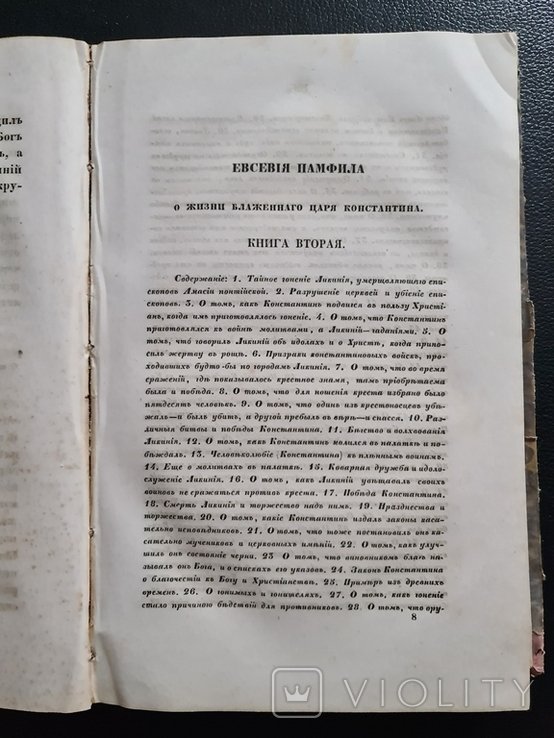 дилъ
Богъ
ь, а
иній
кру-
ЕВСЕВІЯ ПАМФИЛА
О ЖИЗНИ БЛАЖЕННАГО ЦАРЯ КОНСТАНТИНА.
КНИГА ВТОРАЯ.
Содержаніе: 1. Тайное гоненіе Ликинія, умерщвляющаго епи-
скоповъ Амасіи понтійской. 2. Разрушеніе церквей и убіеніе епи-
скоповъ. 3. О томъ, какъ Константинъ подвигся въ пользу Христі-
анъ, когда имъ приготовлялось гоненіе. 4. О томъ, что Константинъ
приготовлялся къ войнѣ молитвами, а Ликиній—гаданіями. 5. О
томъ, что говорилъ Ликиній объ идолахъ и о Христѣ, когда прино-
силъ жертву въ рощѣ. 6. Призраки константиновыхъ войскъ, про-
ходившихъ будто-бы по городамъ Ликинія. 7. О томъ, что во время
сраженій, гдѣ показывалось крестное знамя, тамъ пріобрѣтаема
была и побѣда. 8. О томъ, что для ношенія креста избрано было
пятдесятъ человѣкъ. 9. О томъ, что одинъ изъ крестоносцевъ убѣ-
жалъ—и былъ убитъ, а другой пребылъ въ вѣрѣ—и спасся. 10. Раз-
личныя битвы и побѣды Константина. 11. Бѣгство и волхвованія
Ликинія. 12. О томъ, какъ Константинъ молился въ палаткѣ и по-
бѣждалъ. 13. Человѣколюбіе (Константина) къ плѣннымъ воинамъ.
14. Еще о молитвахъ въ палаткѣ. 15. Коварная дружба и идоло-
служеніе Ликинія. 16. О томъ, какъ Ликиній увѣщавалъ своихъ
воиновъ не сражаться противъ креста. 17. Побѣда Константина.
18. Смерть Ликинія и торжество надъ нимъ. 19. Празднества и
торжества. 20. О томъ, какіе Константинъ издалъ законы каса-
тельно исповѣдниковъ. 21. О томъ, что тоже постановилъ онъ ка-
сательно мучениковъ и церковныхъ имѣній. 22. О томъ, какъ улуч-
шилъ онъ состояніе черни. 23 О томъ, что виновникомъ благъ на-
зывалъ онъ Бога, и о спискахъ его указовъ. 24. Законъ Константина
о благочестіи къ Богу и Христіанствѣ. 25. Примѣръ изъ древнихъ
временъ. 26. О гонимыхъ и гонителяхъ. 27. О томъ, какъ гоненіе
стало причиною бѣдствій для противниковъ. 28 О томъ, что ору-
8
VIOLITY